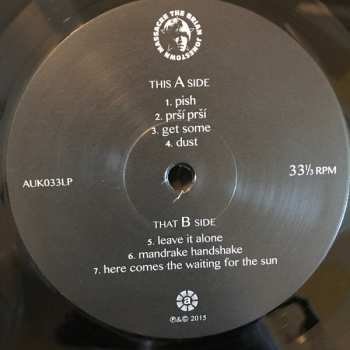 THE BRIAN JONESTOWN MASSACRE
THIS A SIDE
1. pish
2. prší prší
3. get some
4. dust
AUK033LP
33⅓ RPM
THAT B SIDE
5. leave it alone
6. mandrake handshake
7. here comes the waiting for the sun
a
℗&© 2015